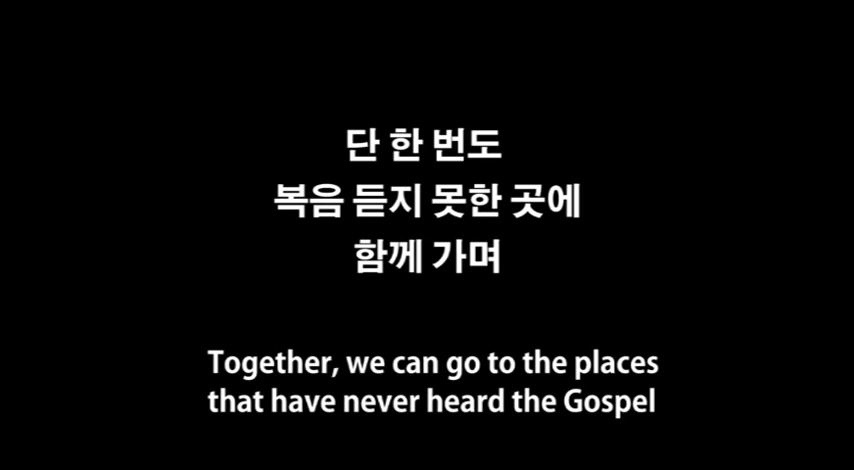 단 한 번도
복음 듣지 못한 곳에
함께 가며
Together, we can go to the places
that have never heard the Gospel